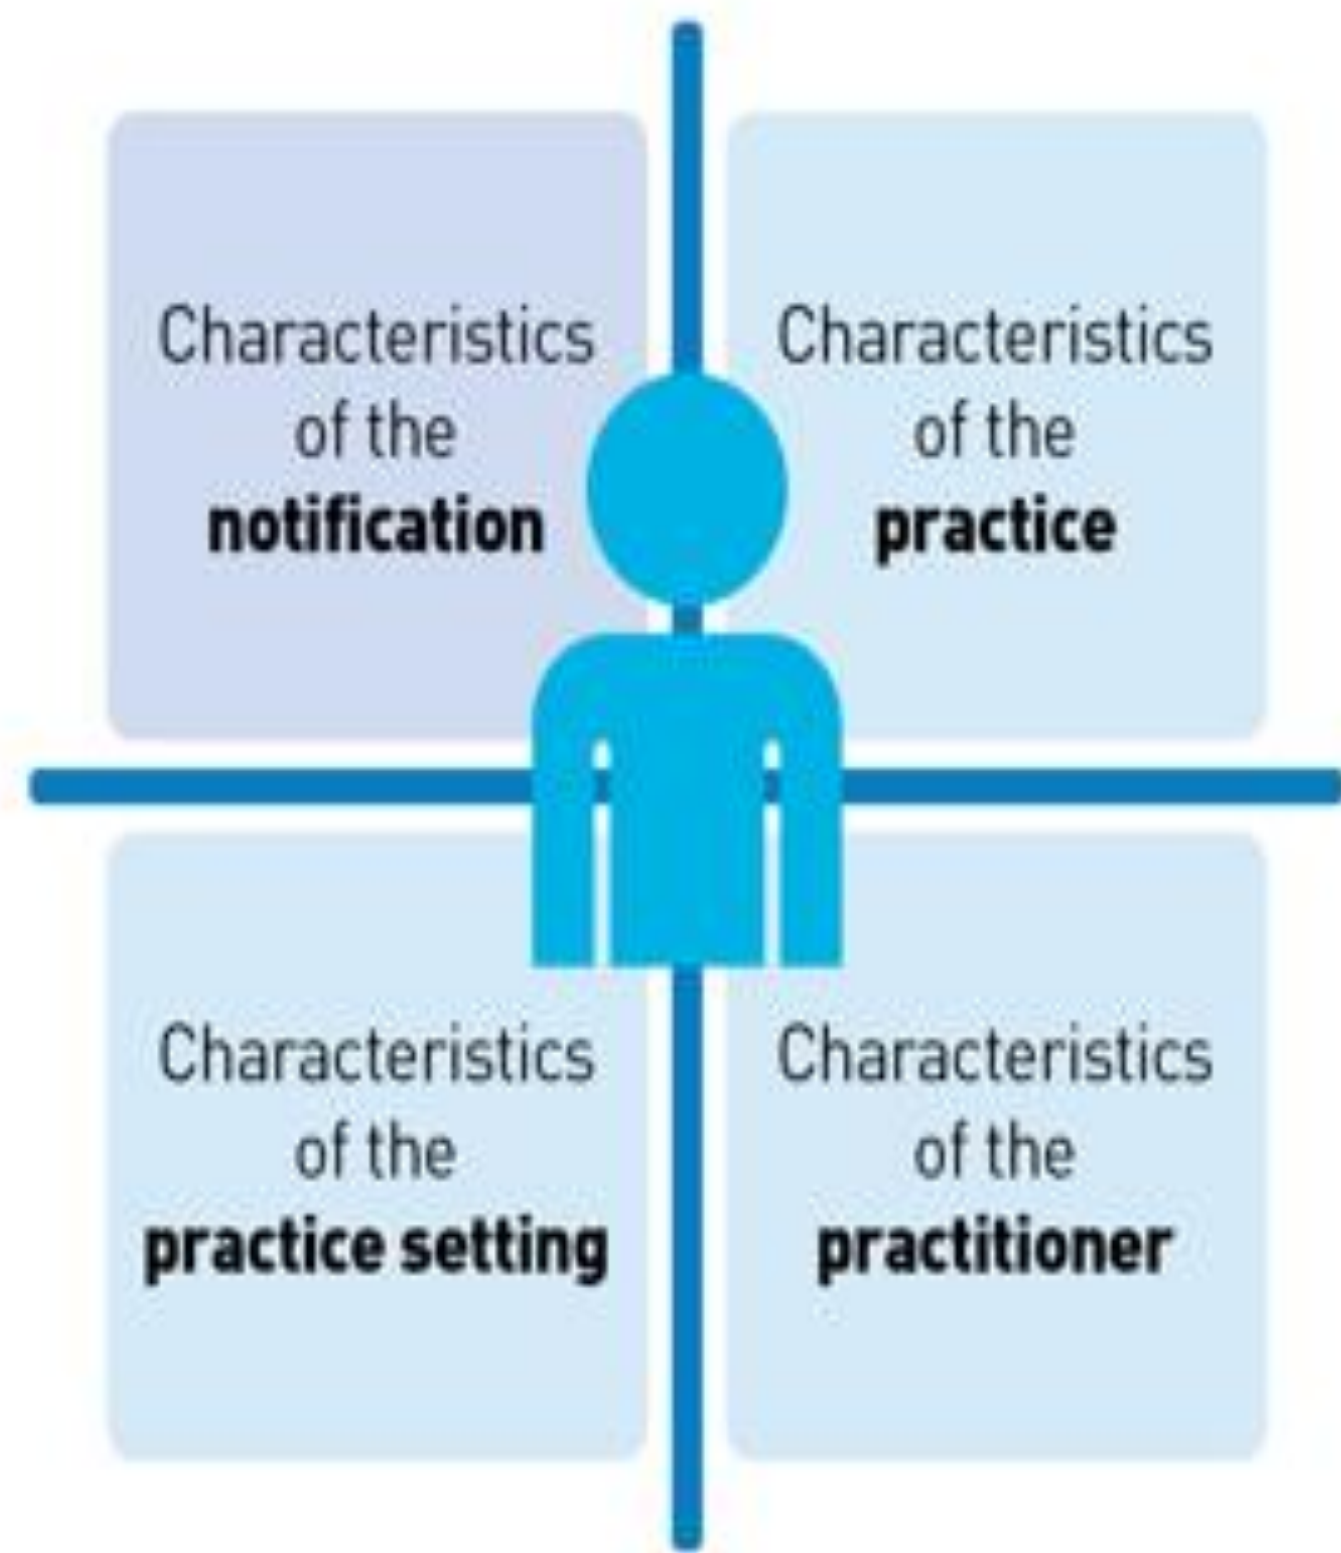 Characteristics
of the
notification
Characteristics
of the
practice
Characteristics
of the
practice setting
Characteristics
of the
practitioner